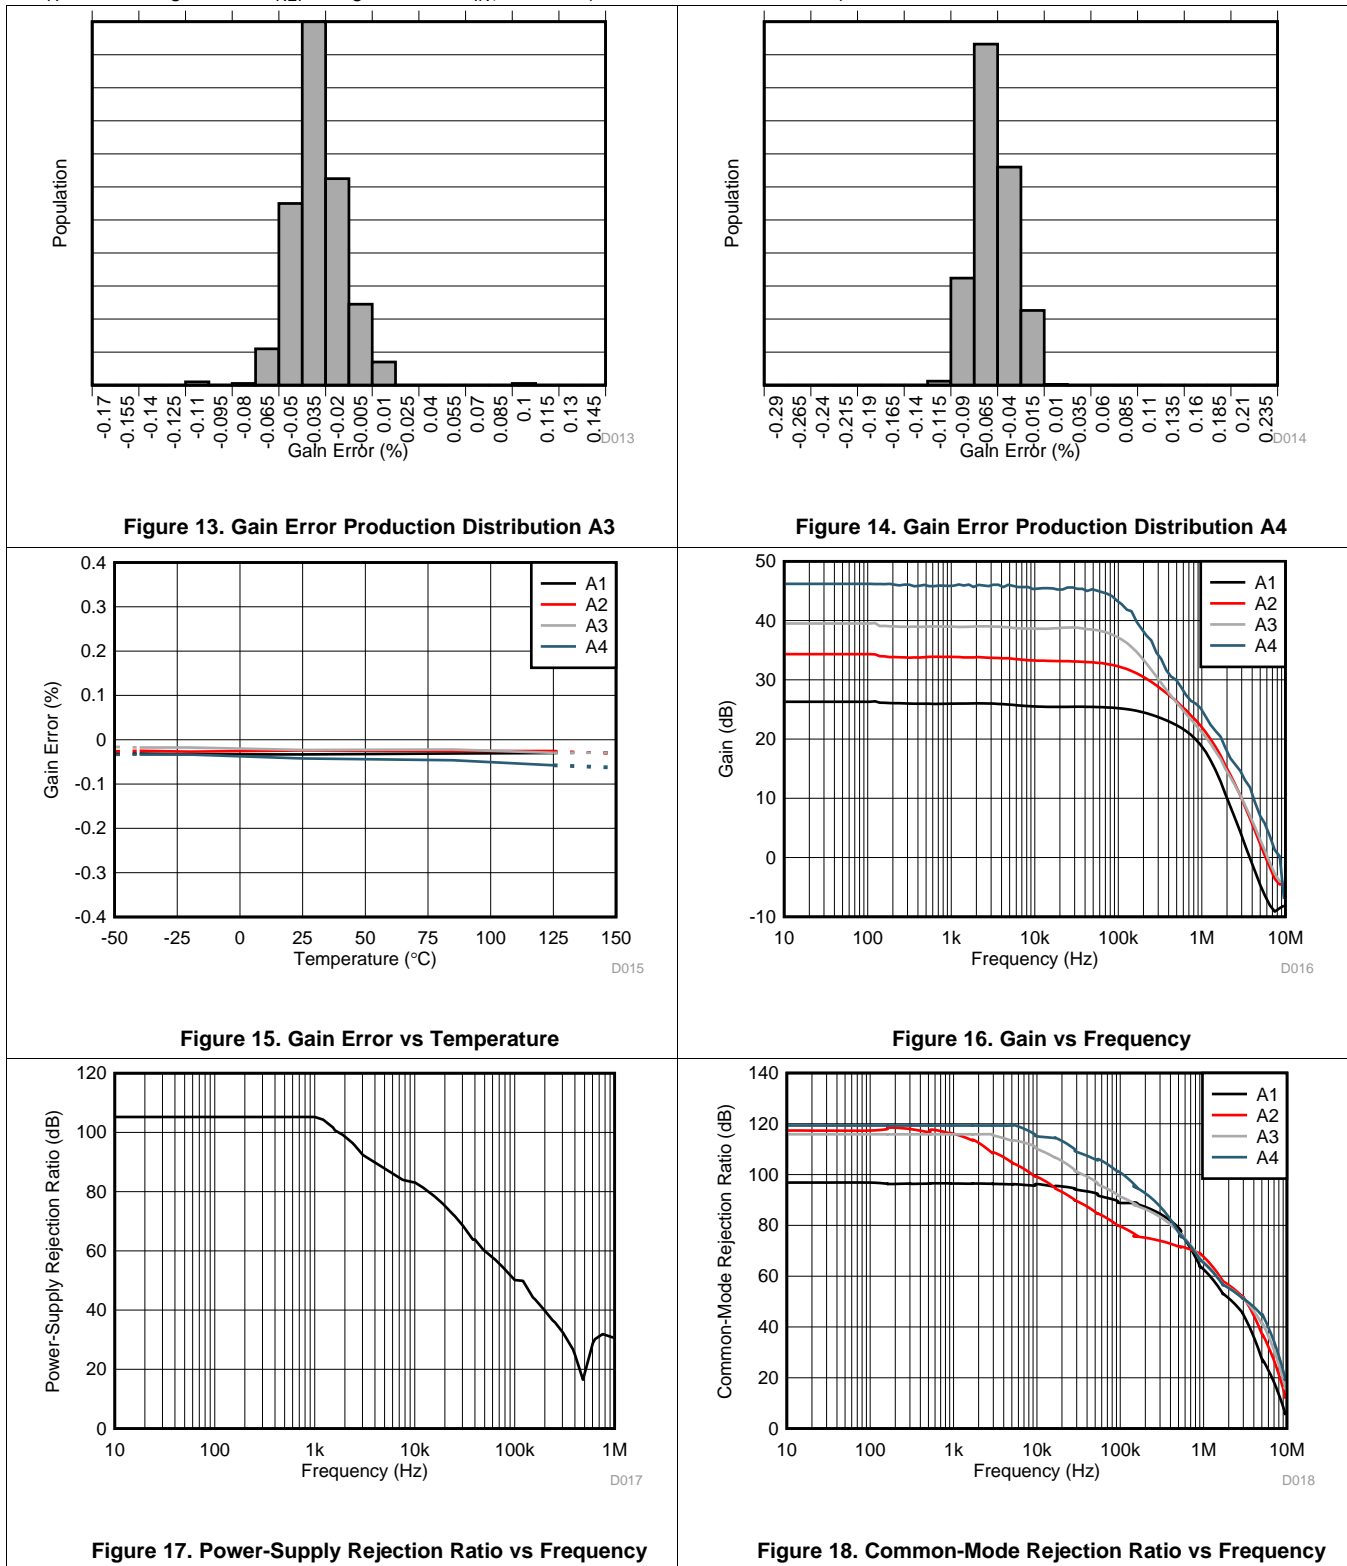 Population
-0.17
-0.155
-0.14
-0.125
-0.11
-0.095
-0.08
-0.065
-0.05
-0.035
-0.02
-0.005
0.01
0.025
0.04
0.055
0.07
0.1
0.115
0.13
0.145
Gain Error (%)
D013
Figure 13. Gain Error Production Distribution A3
Population
-0.29
-0.265
-0.24
-0.215
-0.19
-0.165
-0.14
-0.115
-0.09
-0.065
-0.04
-0.015
0.01
0.035
0.06
0.085
0.11
0.135
0.16
0.185
0.21
0.235
Gain Error (%)
D014
Figure 14. Gain Error Production Distribution A4
0.4
0.3
0.2
0.1
0
-0.1
-0.2
-0.3
-0.4
Gain Error (%)
A1
A2
A3
A4
-50 -25 0 25 50 75 100 125 150
Temperature (°C)
D015
Figure 15. Gain Error vs Temperature
50
40
30
20
10
0
-10
Gain (dB)
A1
A2
A3
A4
10 100 1k 10k 100k 1M 10M
Frequency (Hz)
D016
Figure 16. Gain vs Frequency
120
100
80
60
40
20
0
Power-Supply Rejection Ratio (dB)
10 100 1k 10k 100k 1M
Frequency (Hz)
D017
Figure 17. Power-Supply Rejection Ratio vs Frequency
140
120
100
80
60
40
20
0
Common-Mode Rejection Ratio (dB)
A1
A2
A3
A4
10 100 1k 10k 100k 1M 10M
Frequency (Hz)
D018
Figure 18. Common-Mode Rejection Ratio vs Frequency